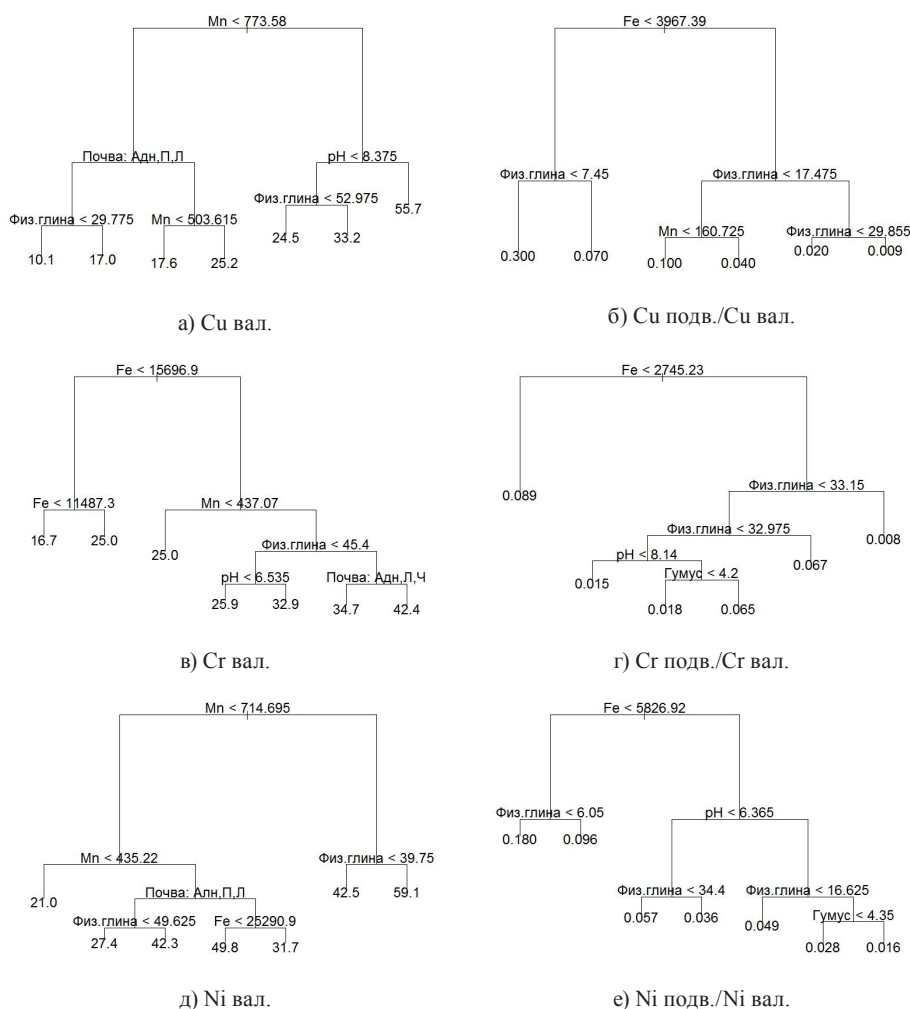 Mn < 773.58
Почва: Адн,П,Л
pH < 8.375
Физ.глина < 29.775
Mn < 503.615
Физ.глина < 52.975
55.7
10.1
17.0
17.6
25.2
24.5
33.2
а) Cu вал.
Fe < 3967.39
Физ.глина < 7.45
Физ.глина < 17.475
Mn < 160.725
Физ.глина < 29.855
0.300
0.070
0.100
0.040
0.020
0.009
б) Cu подв./Cu вал.
Fe < 15696.9
Fe < 11487.3
Mn < 437.07
16.7
25.0
25.0
Физ.глина < 45.4
pH < 6.535
Почва: Адн,Л,Ч
25.9
32.9
34.7
42.4
в) Cr вал.
Fe < 2745.23
0.089
Физ.глина < 33.15
Физ.глина < 32.975
0.008
pH < 8.14
0.067
0.015
Гумус < 4.2
0.018
0.065
г) Cr подв./Cr вал.
Mn < 714.695
Mn < 435.22
Физ.глина < 39.75
21.0
Почва: Алн,П,Л
42.5
59.1
Физ.глина < 49.625
Fe < 25290.9
27.4
42.3
49.8
31.7
д) Ni вал.
Fe < 5826.92
Физ.глина < 6.05
pH < 6.365
0.180
0.096
Физ.глина < 34.4
Физ.глина < 16.625
0.057
0.036
0.049
Гумус < 4.35
0.028
0.016
е) Ni подв./Ni вал.